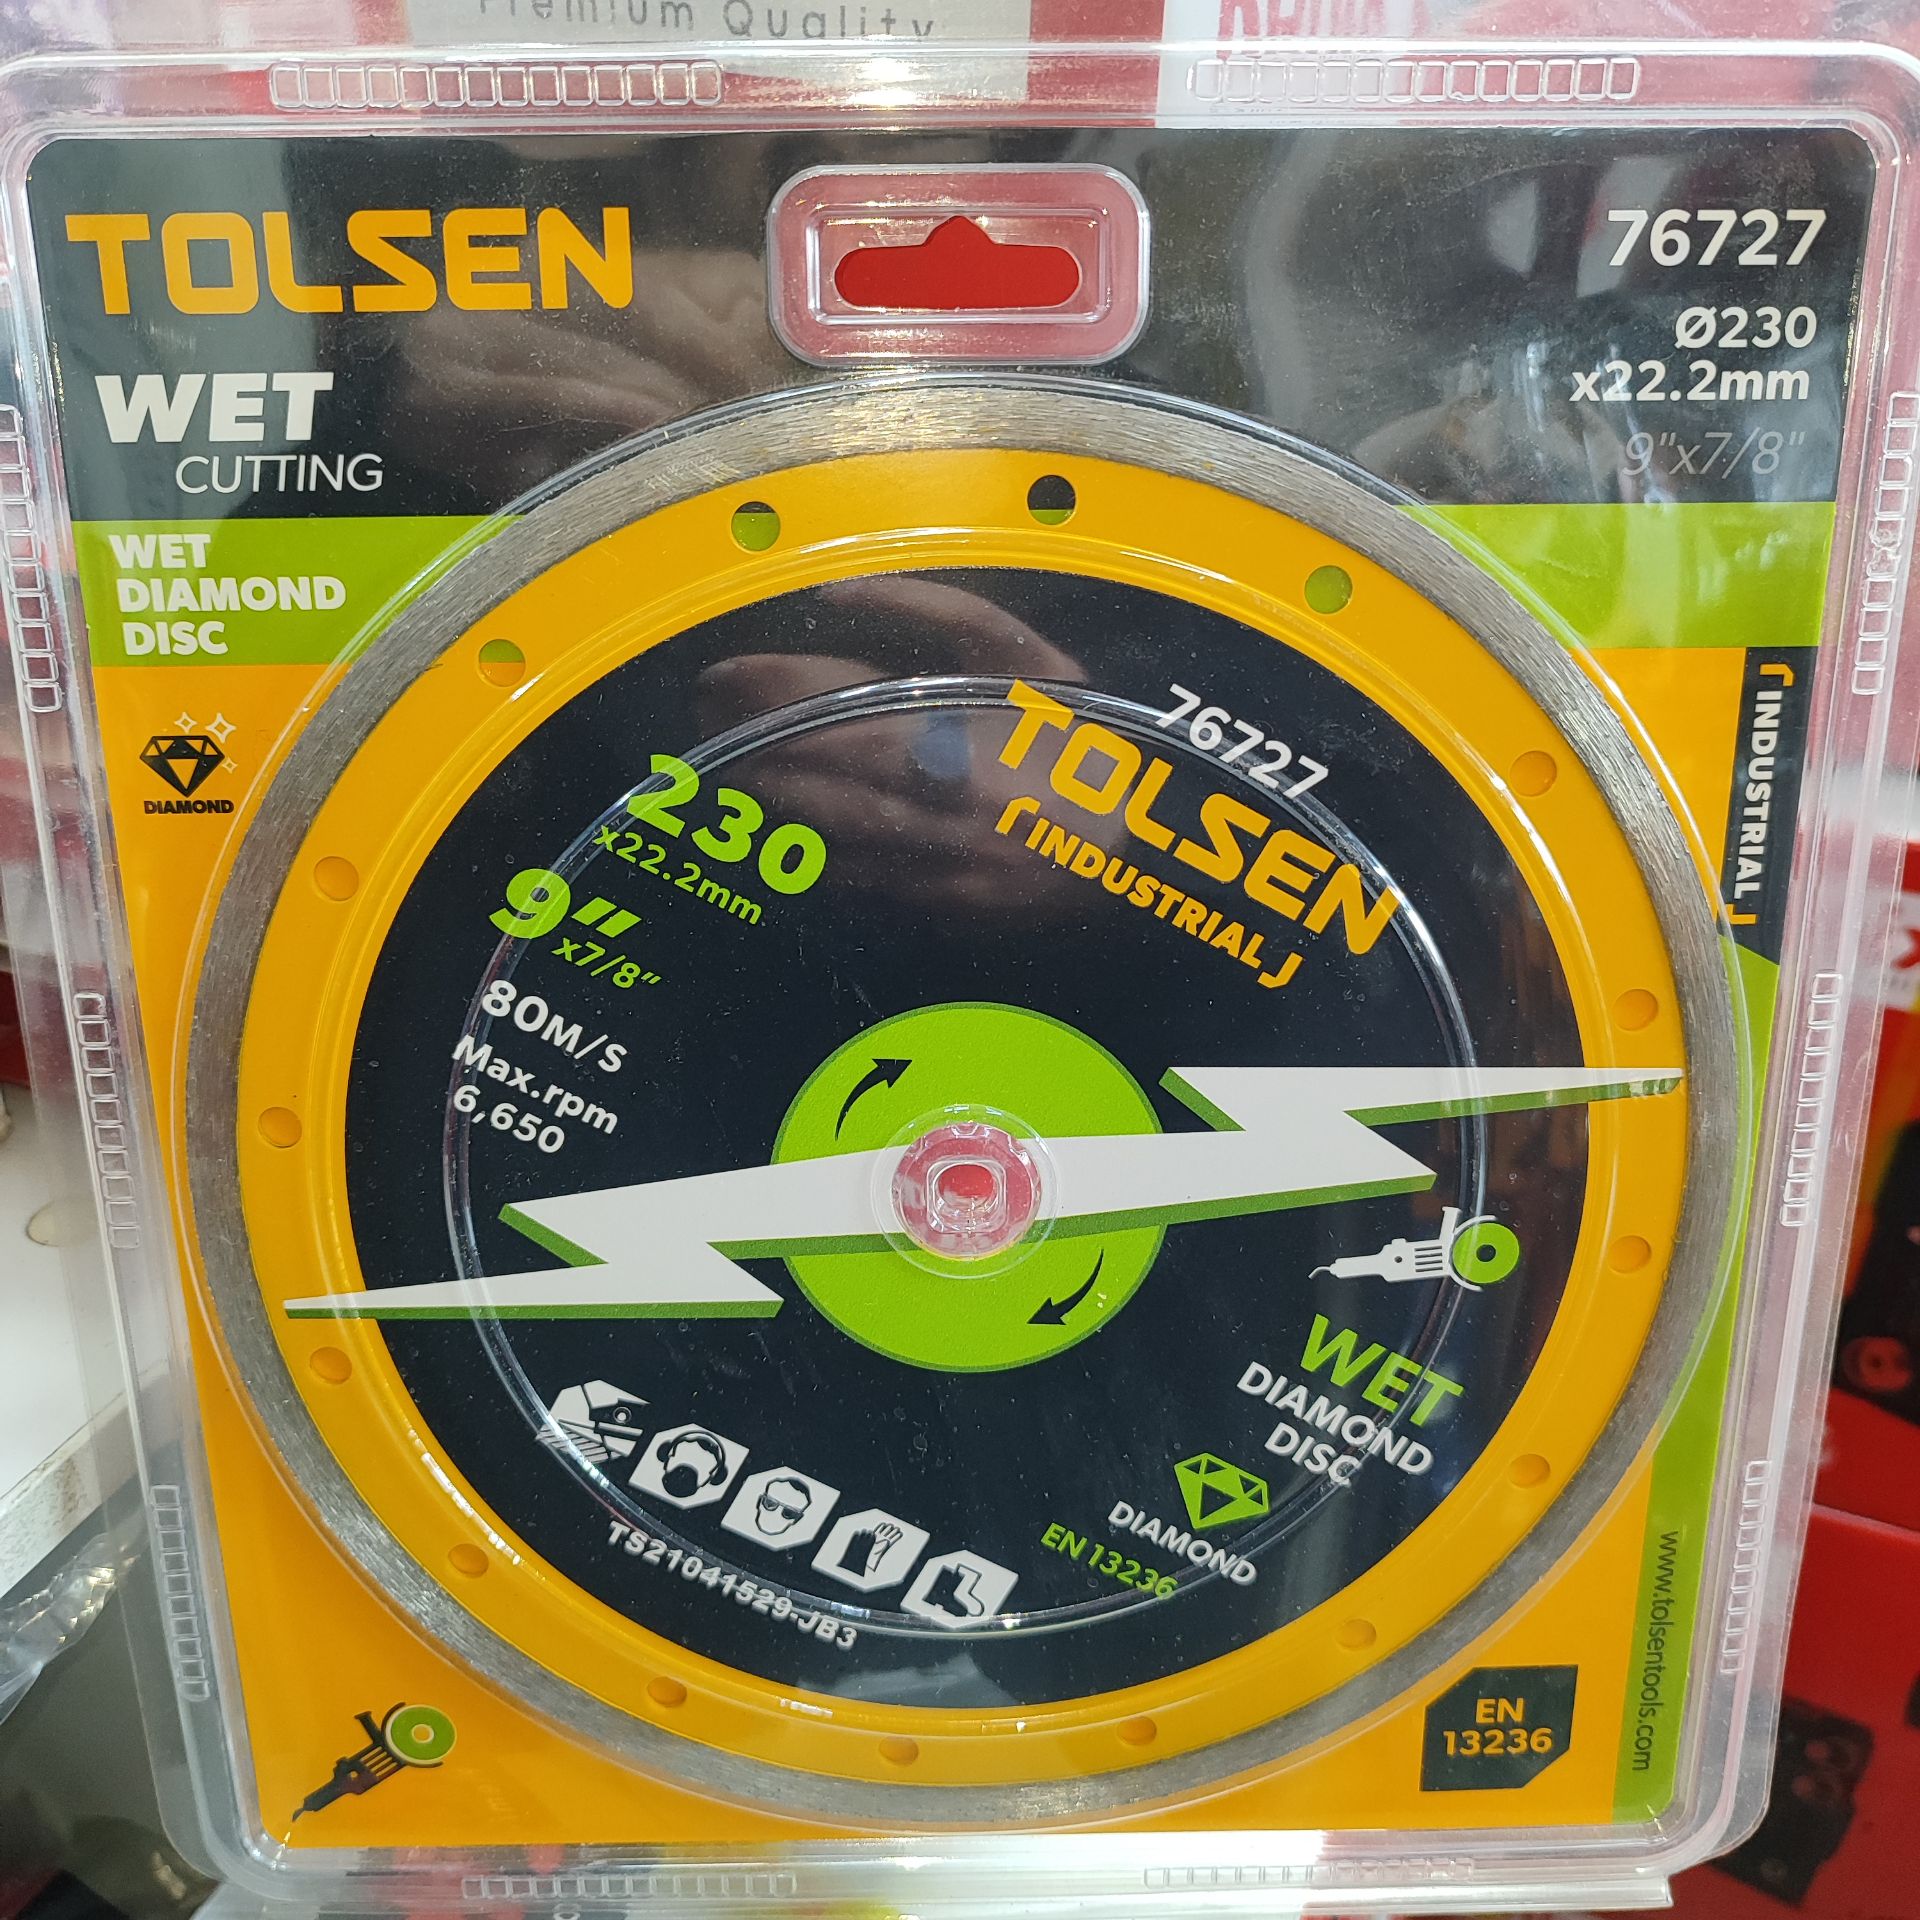 Premium Quality
TOLSEN
76727
Ø230
x22.2mm
9"x7/8"
WET
CUTTING
WET
DIAMOND
DISC
DIAMOND
INDUSTRIAL
76727
TOLSEN
INDUSTRIAL
230
x22.2mm
9"
x7/8"
80M/S
Max.rpm
6,650
WET
DIAMOND
DISC
DIAMOND
EN 13236
TS21041529-JB3
EN
13236
www.tolsentools.com